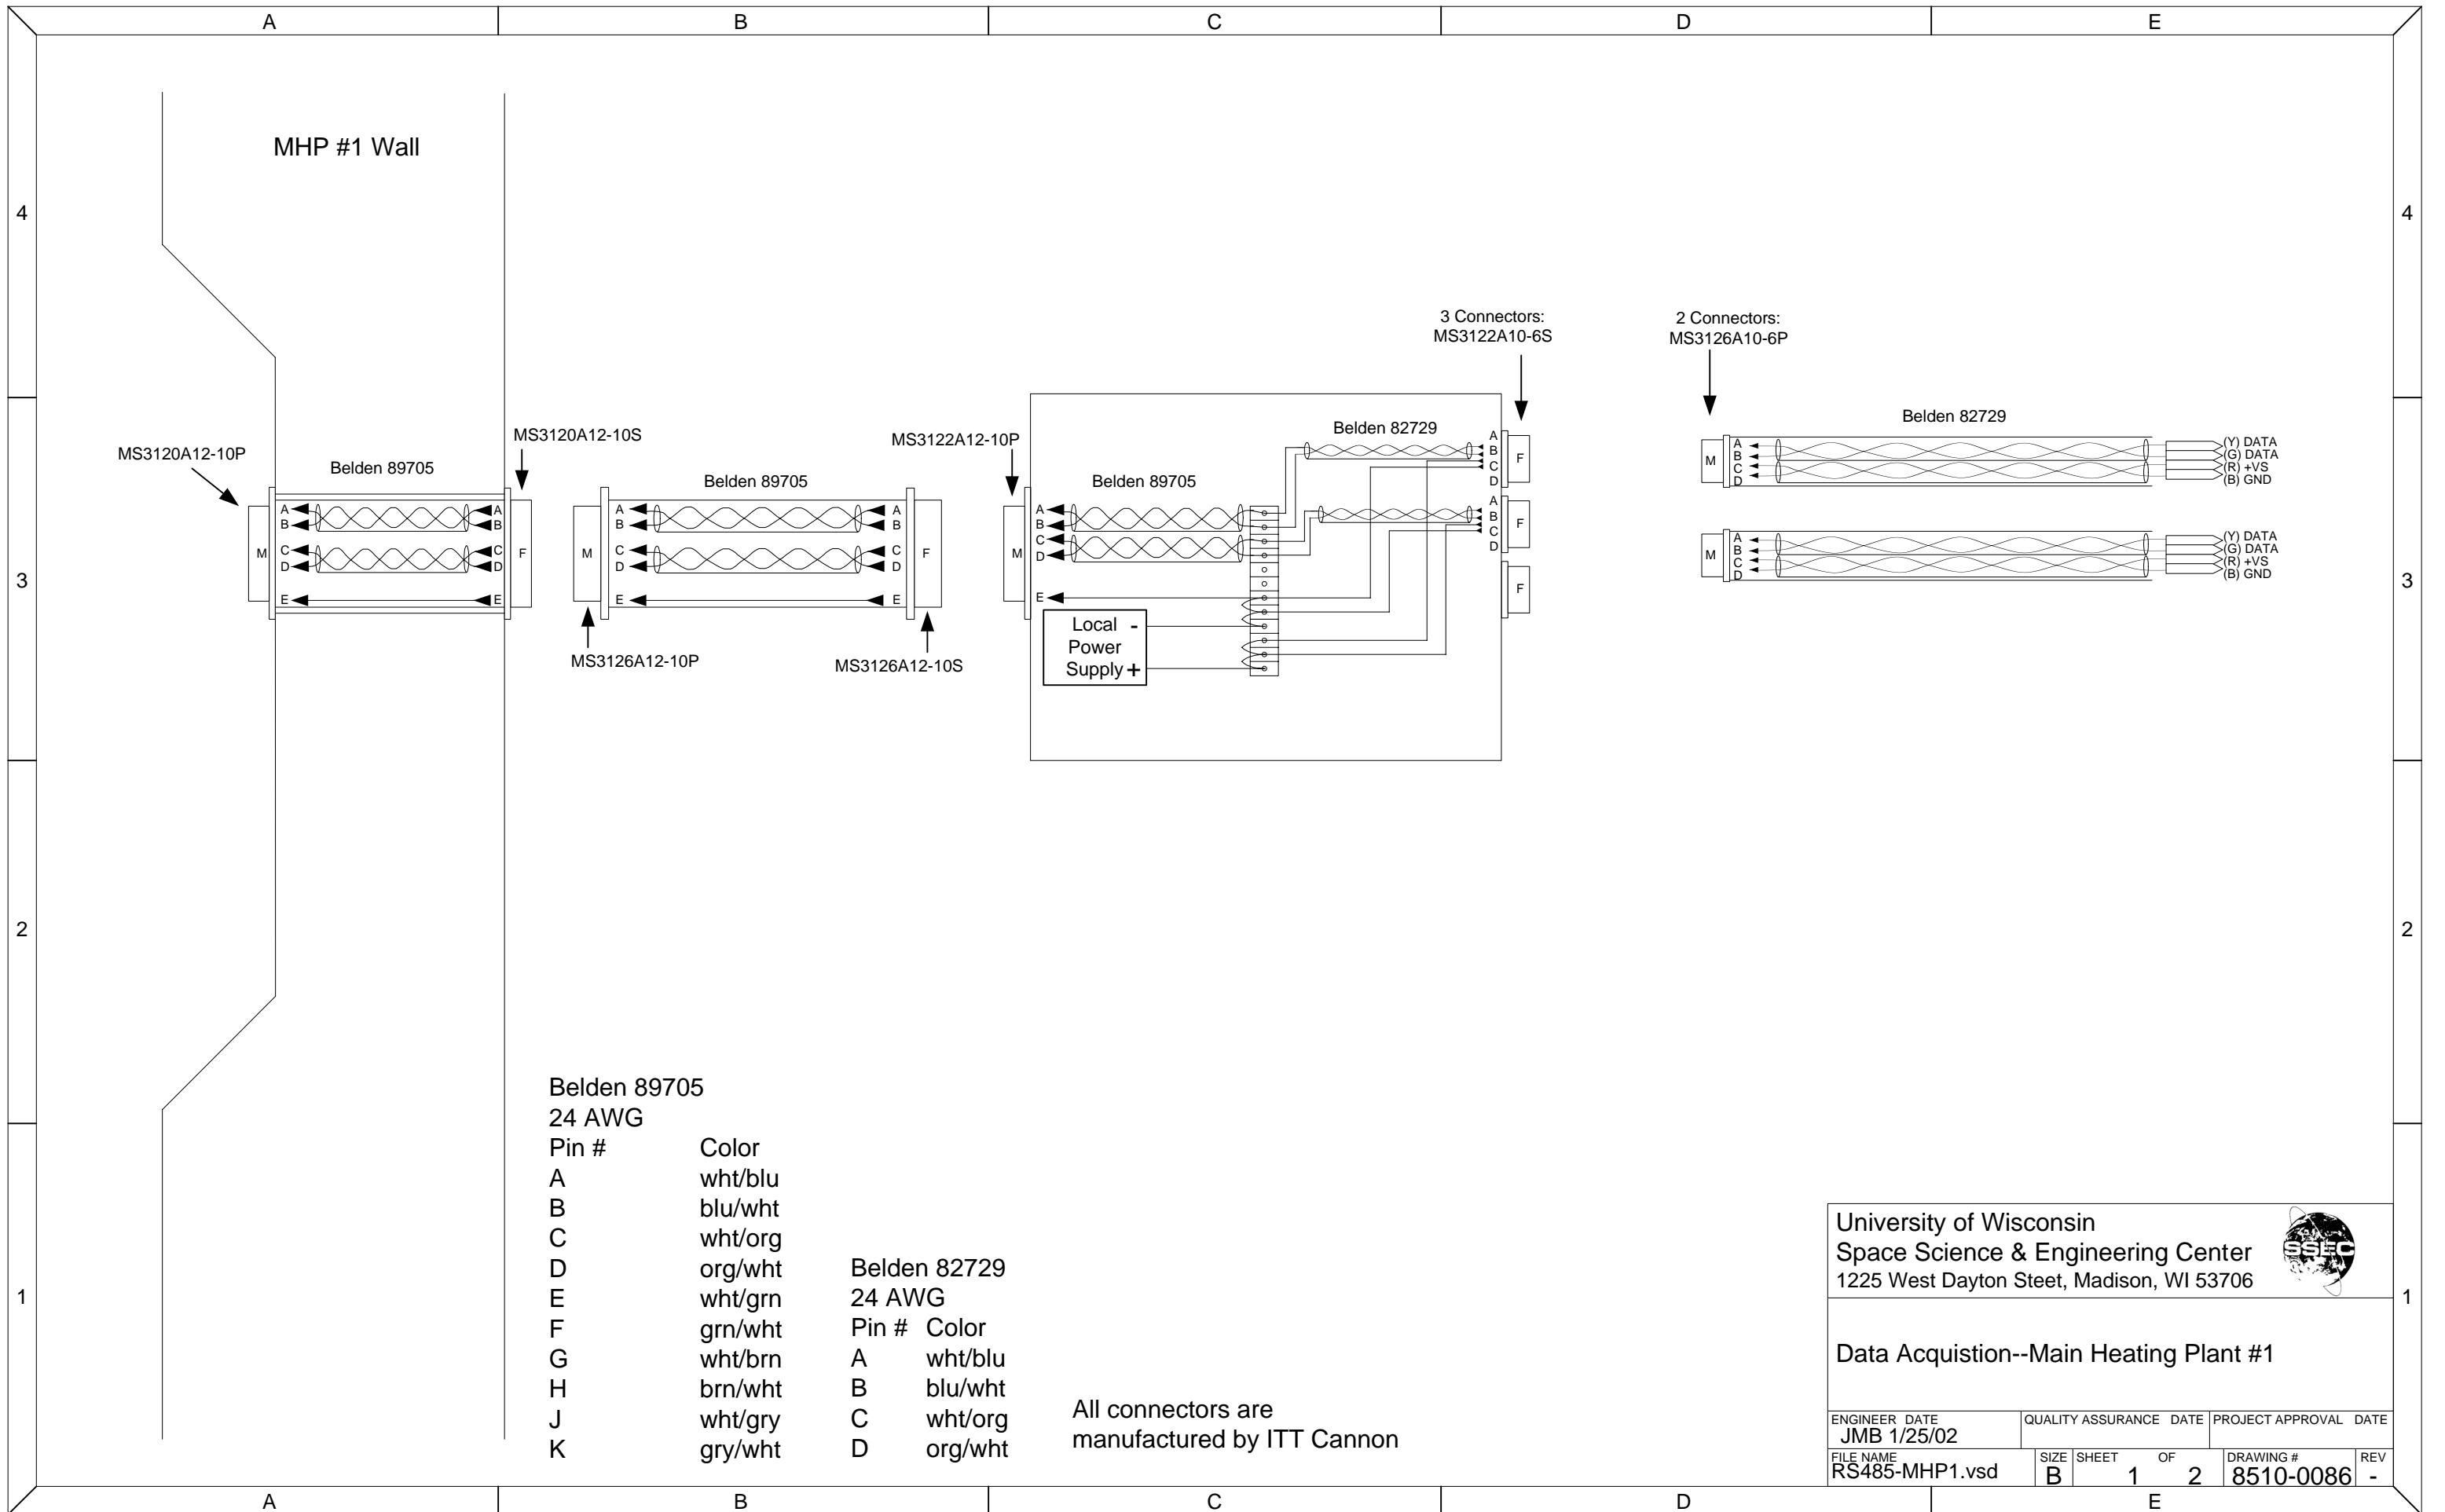 A B C D E
MHP #1 Wall
4 4
3 Connectors:
MS3122A10-6S
2 Connectors:
MS3126A10-6P
MS3120A12-10P
Belden 89705
MS3120A12-10S
Belden 89705
MS3122A12-10P
Belden 89705
Belden 82729
Belden 82729
M
A A
B B
C C
D D
E E
F
M
A A
B B
C C
D D
E E
F
MS3126A12-10P
MS3126A12-10S
M
A
B
C
D
E
Local -
Power
Supply +
A
B
C
D
F
A
B
C
D
F
F
M
A
B
C
D
(Y) DATA
(G) DATA
(R) +VS
(B) GND
M
A
B
C
D
(Y) DATA
(G) DATA
(R) +VS
(B) GND
3 3
2 2
Belden 89705
24 AWG
Pin # Color
A wht/blu
B blu/wht
C wht/org
D org/wht
E wht/grn
F grn/wht
G wht/brn
H brn/wht
J wht/gry
K gry/wht
Belden 82729
24 AWG
Pin # Color
A wht/blu
B blu/wht
C wht/org
D org/wht
All connectors are
manufactured by ITT Cannon
1 1
University of Wisconsin
Space Science & Engineering Center
1225 West Dayton Steet, Madison, WI 53706
SSEC
Data Acquistion--Main Heating Plant #1
ENGINEER DATE
JMB 1/25/02
QUALITY ASSURANCE DATE
PROJECT APPROVAL DATE
FILE NAME
RS485-MHP1.vsd
SIZE
B
SHEET OF
1 2
DRAWING #
8510-0086
REV
-
A B C D E